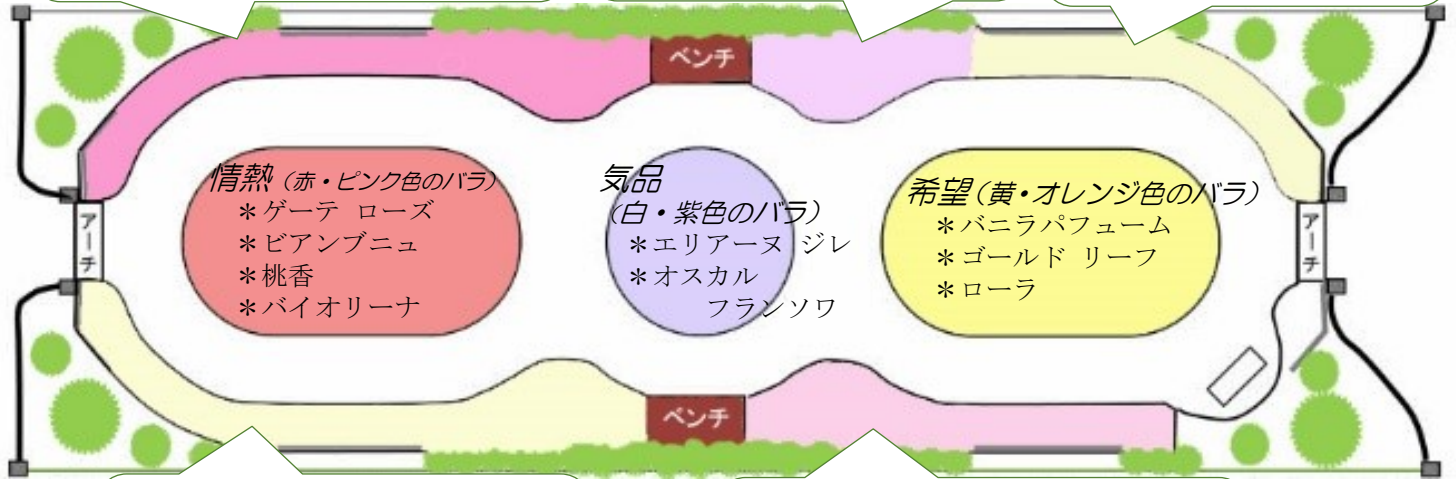 ベンチ
情熱（赤・ピンク色のバラ）
＊ゲーテ ローズ
＊ビアンブニュ
＊桃香
＊バイオリーナ
気品
（白・紫色のバラ）
＊エリアーヌ ジレ
＊オスカル
フランソワ
希望（黄・オレンジ色のバラ）
＊バニラパフューム
＊ゴールド リーフ
＊ローラ
アーチ
アーチ
ベンチ